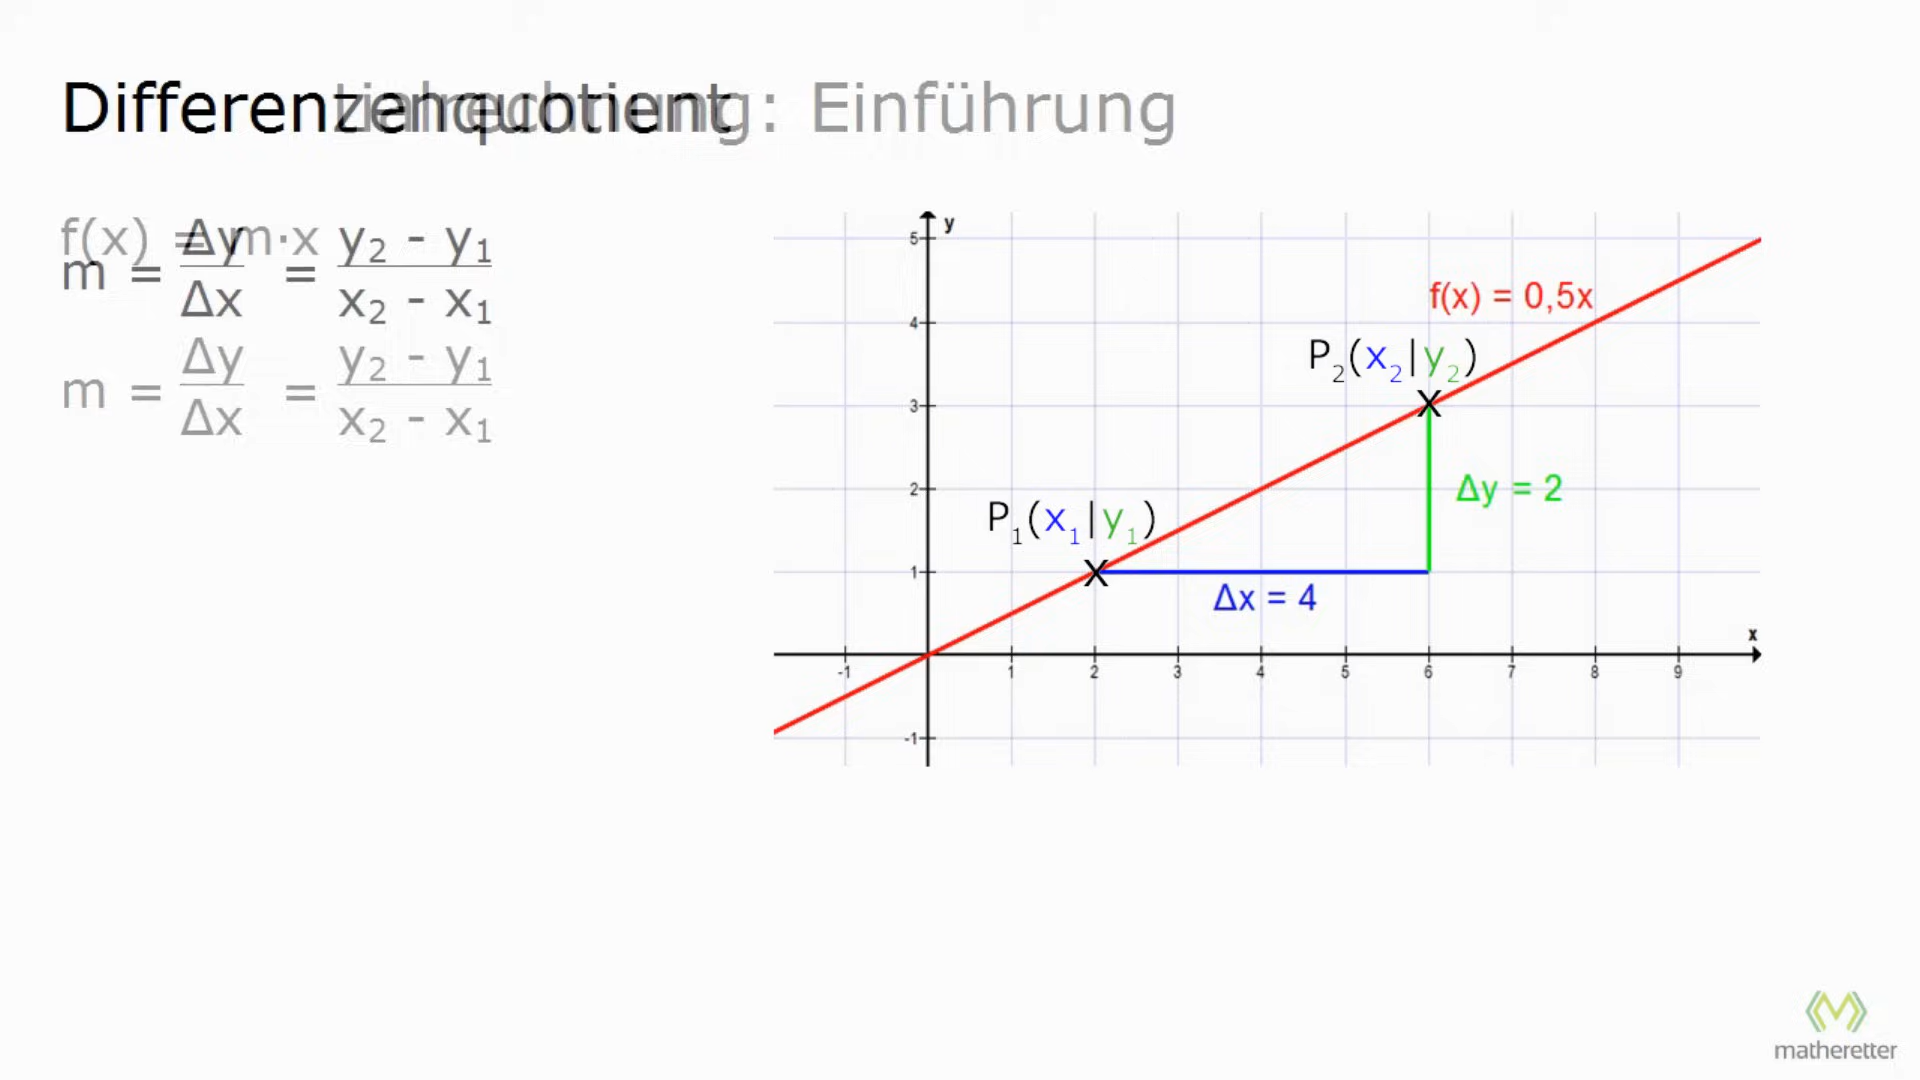 Differenzenquotient
Differenzialrechnung: Einführung
f(x) = m·x
m = Δy/Δx = y₂ - y₁/x₂ - x₁
m = Δy/Δx = y₂ - y₁/x₂ - x₁
y
5
f(x) = 0,5x
4
P₂(x₂|y₂)
3
2
Δy = 2
P₁(x₁|y₁)
1
Δx = 4
x
-1 1 2 3 4 5 6 7 8 9
-1
matheretter